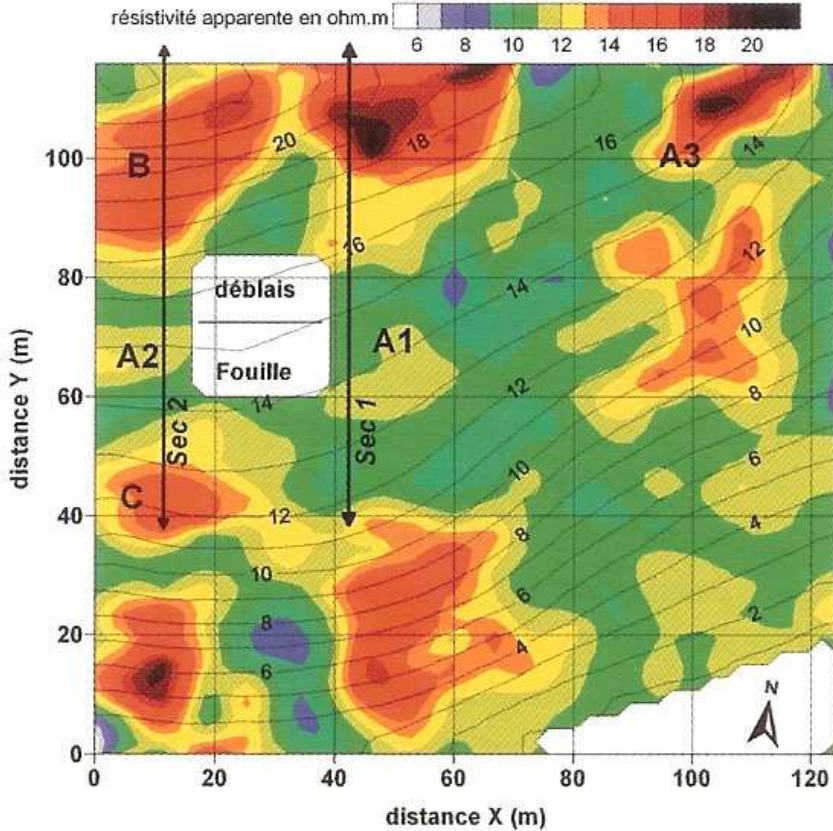 résistivité apparente en ohm.m
6 8 10 12 14 16 18 20
B
20
18
16
A3
14
100
16
12
80
déblais
14
A2
A1
10
Fouille
60
14
12
8
Sec 2
Sec 1
6
C
10
40
12
8
4
10
6
2
20
8
4
6
N
0
0 20 40 60 80 100 120
distance X (m)
distance Y (m)